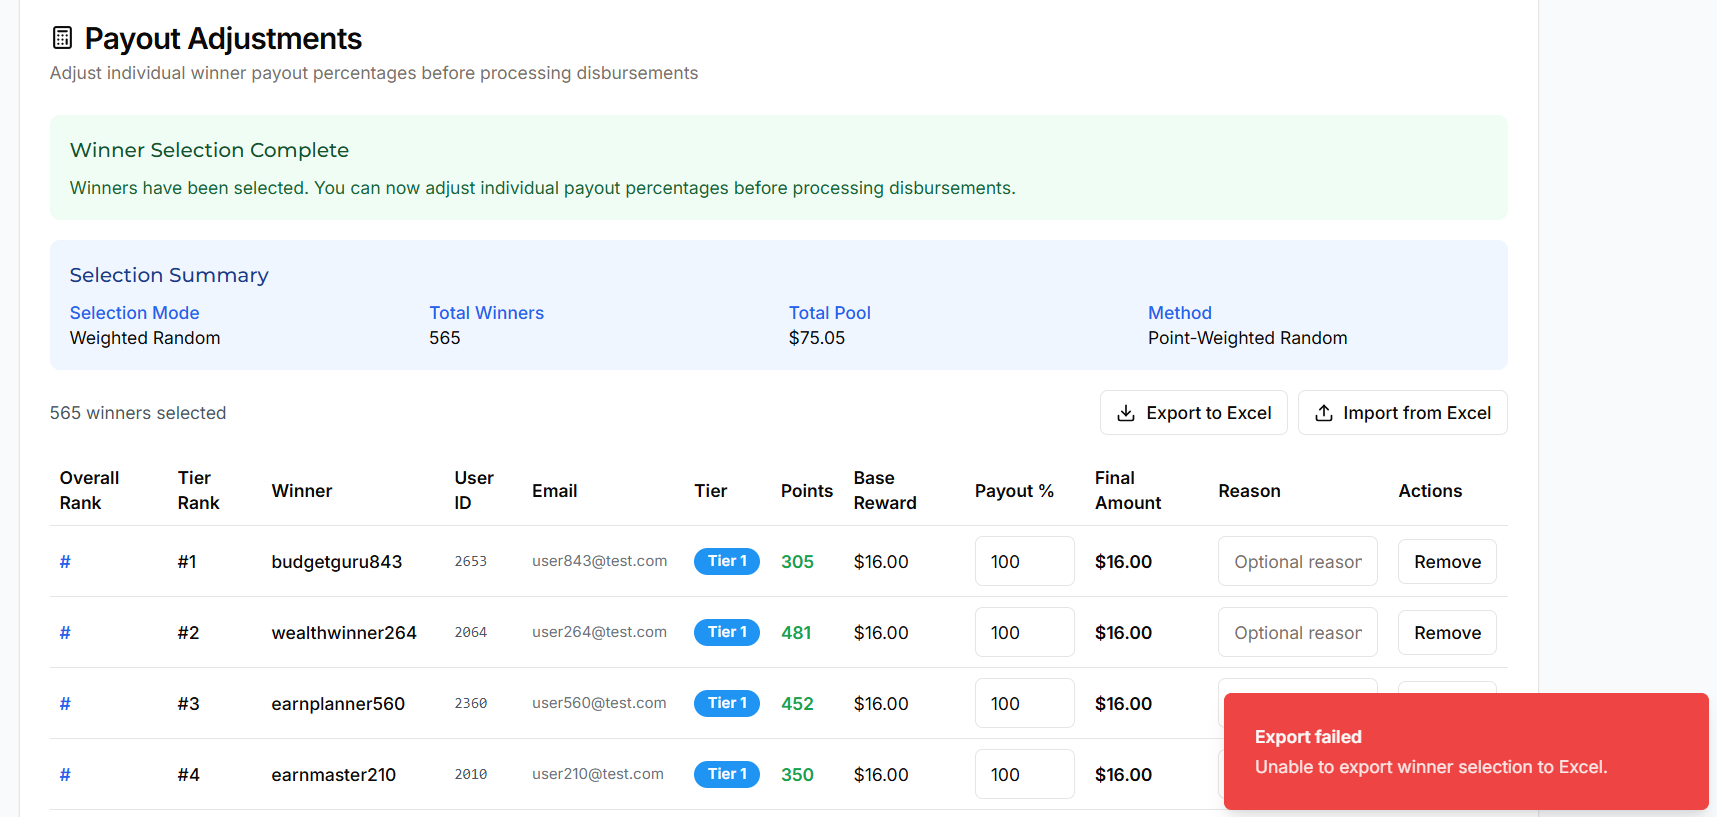 Payout Adjustments
Adjust individual winner payout percentages before processing disbursements
Winner Selection Complete
Winners have been selected. You can now adjust individual payout percentages before processing disbursements.
Selection Summary
Selection Mode Total Winners Total Pool Method
Weighted Random 565 $75.05 Point-Weighted Random
565 winners selected Export to Excel Import from Excel
Overall Rank Tier Rank Winner User ID Email Tier Points Base Reward Payout % Final Amount Reason Actions
# #1 budgetguru843 2653 user843@test.com Tier 1 305 $16.00 100 $16.00 Optional reason Remove
# #2 wealthwinner264 2064 user264@test.com Tier 1 481 $16.00 100 $16.00 Optional reason Remove
# #3 earnplanner560 2360 user560@test.com Tier 1 452 $16.00 100 $16.00
# #4 earnmaster210 2010 user210@test.com Tier 1 350 $16.00 100 $16.00
Export failed
Unable to export winner selection to Excel.